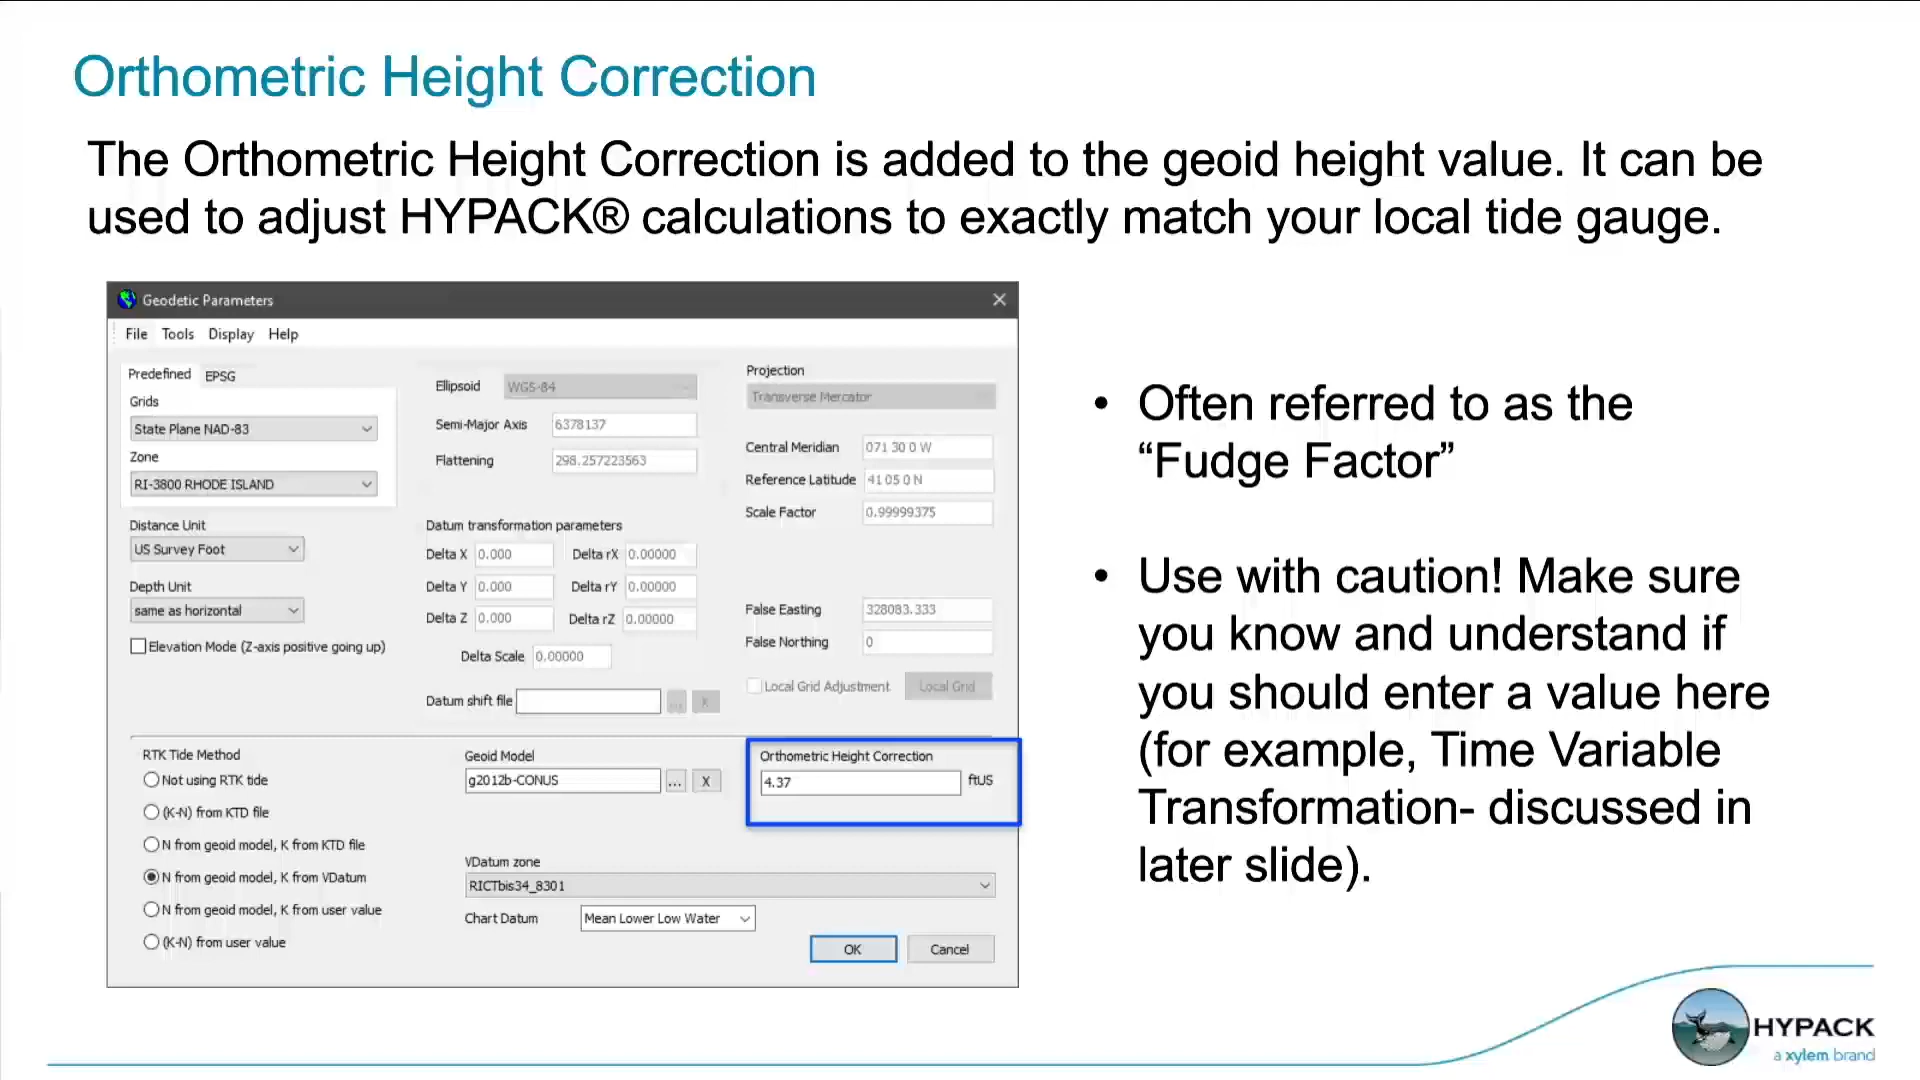 Orthometric Height Correction
The Orthometric Height Correction is added to the geoid height value. It can be
used to adjust HYPACK® calculations to exactly match your local tide gauge.
Geodetic Parameters
File Tools Display Help
Predefined EPSG
Grids
State Plane NAD-83
Zone
RI-3800 RHODE ISLAND
Distance Unit
US Survey Foot
Depth Unit
same as horizontal
Elevation Mode (Z-axis positive going up)
Ellipsoid WGS-84
Semi-Major Axis 6378137
Flattening 298.257223563
Datum transformation parameters
Delta X 0.000 Delta rX 0.00000
Delta Y 0.000 Delta rY 0.00000
Delta Z 0.000 Delta rZ 0.00000
Delta Scale 0.00000
Datum shift file ... X
Projection
Transverse Mercator
Central Meridian 071 30 0 W
Reference Latitude 41 05 0 N
Scale Factor 0.99999375
False Easting 328083.333
False Northing 0
Local Grid Adjustment Local Grid
RTK Tide Method
Not using RTK tide
(K-N) from KTD file
N from geoid model, K from KTD file
N from geoid model, K from VDatum
N from geoid model, K from user value
(K-N) from user value
Geoid Model
g2012b-CONUS ... X
Orthometric Height Correction
4.37 ftUS
VDatum zone
RICTbis34_8301
Chart Datum Mean Lower Low Water
OK Cancel
• Often referred to as the
“Fudge Factor”
• Use with caution! Make sure
you know and understand if
you should enter a value here
(for example, Time Variable
Transformation- discussed in
later slide).
HYPACK
a xylem brand